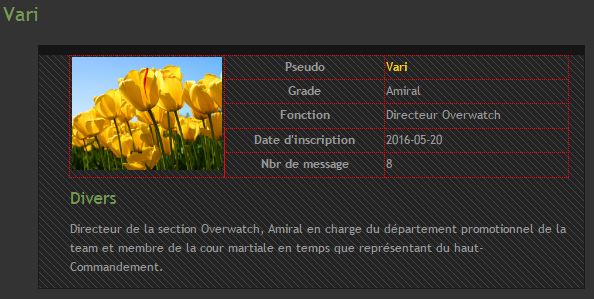 Vari
Pseudo Vari
Grade Amiral
Fonction Directeur Overwatch
Date d'inscription 2016-05-20
Nbr de message 8
Divers
Directeur de la section Overwatch, Amiral en charge du département promotionnel de la
team et membre de la cour martiale en temps que représentant du haut-
Commandement.